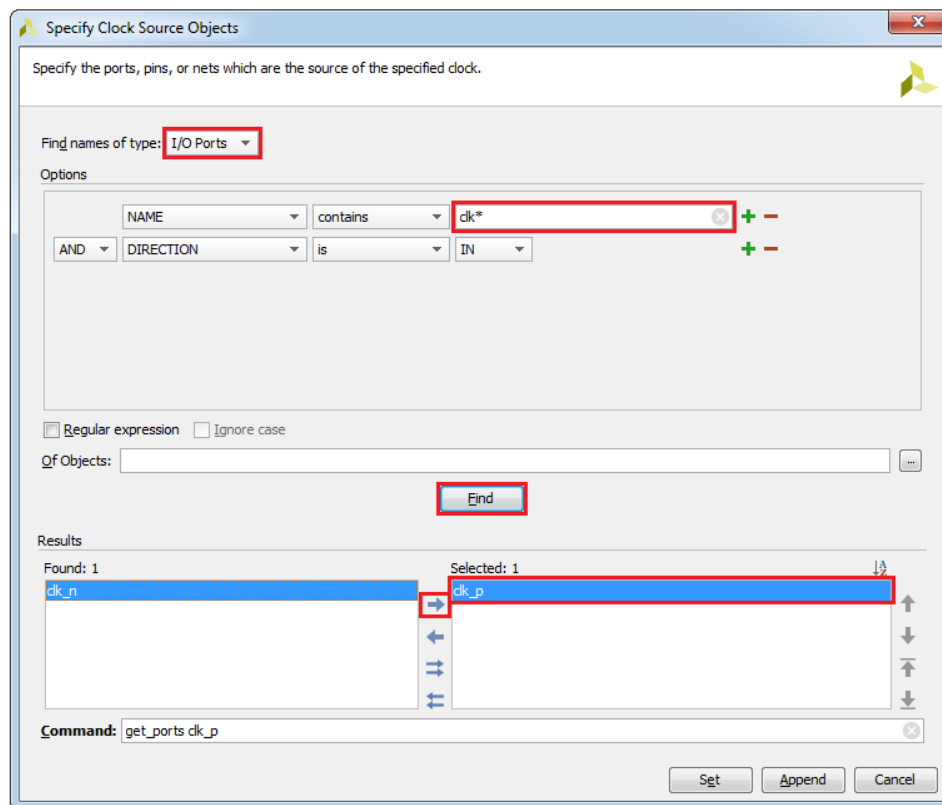 Specify Clock Source Objects
Specify the ports, pins, or nets which are the source of the specified clock.
Find names of type: I/O Ports
Options
NAME contains clk*
AND DIRECTION is IN
Regular expression Ignore case
Of Objects: ...
Find
Results
Found: 1 Selected: 1
clk_n clk_p
Command: get_ports clk_p
Set Append Cancel